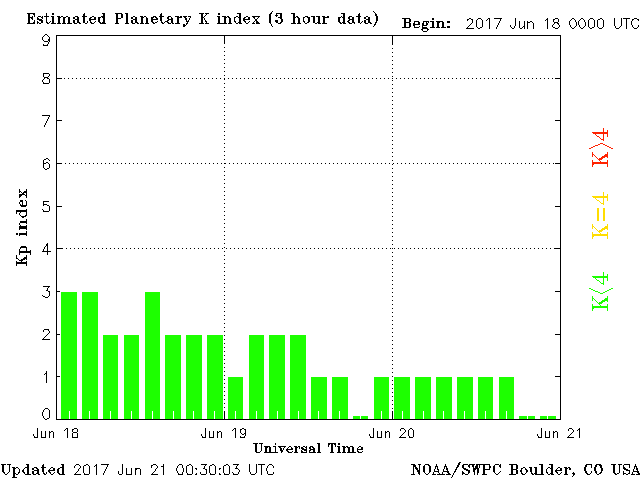 Estimated Planetary K index (3 hour data) Begin: 2017 Jun 18 0000 UTC
9
8
7
6
5
4
3
2
1
0
Kp index
K>4
K=4
K<4
Jun 18 Jun 19 Jun 20 Jun 21
Universal Time
Updated 2017 Jun 21 00:30:03 UTC NOAA/SWPC Boulder, CO USA